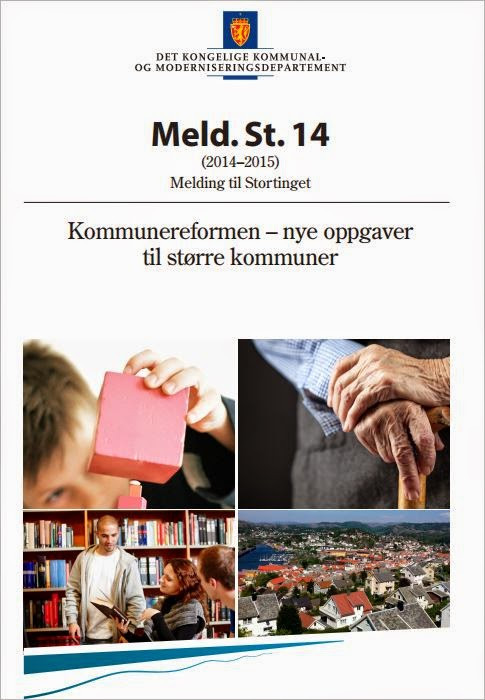 DET KONGELIGE KOMMUNAL-
OG MODERNISERINGSDEPARTEMENT
Meld. St. 14
(2014–2015)
Melding til Stortinget
Kommunereformen – nye oppgaver
til større kommuner